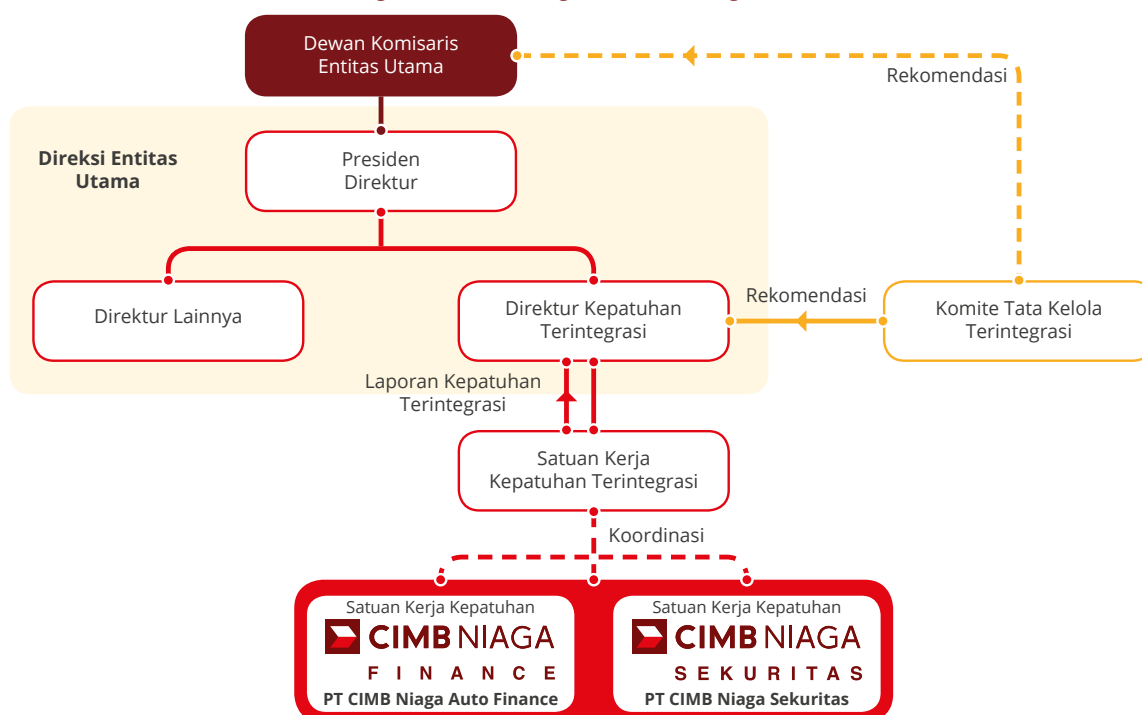 Dewan Komisaris
Entitas Utama
Rekomendasi
Direksi Entitas
Utama
Presiden
Direktur
Direktur Lainnya
Direktur Kepatuhan
Terintegrasi
Rekomendasi
Komite Tata Kelola
Terintegrasi
Laporan Kepatuhan
Terintegrasi
Satuan Kerja
Kepatuhan Terintegrasi
Koordinasi
Satuan Kerja Kepatuhan
CIMB NIAGA
FINANCE
PT CIMB Niaga Auto Finance
Satuan Kerja Kepatuhan
CIMB NIAGA
SEKURITAS
PT CIMB Niaga Sekuritas